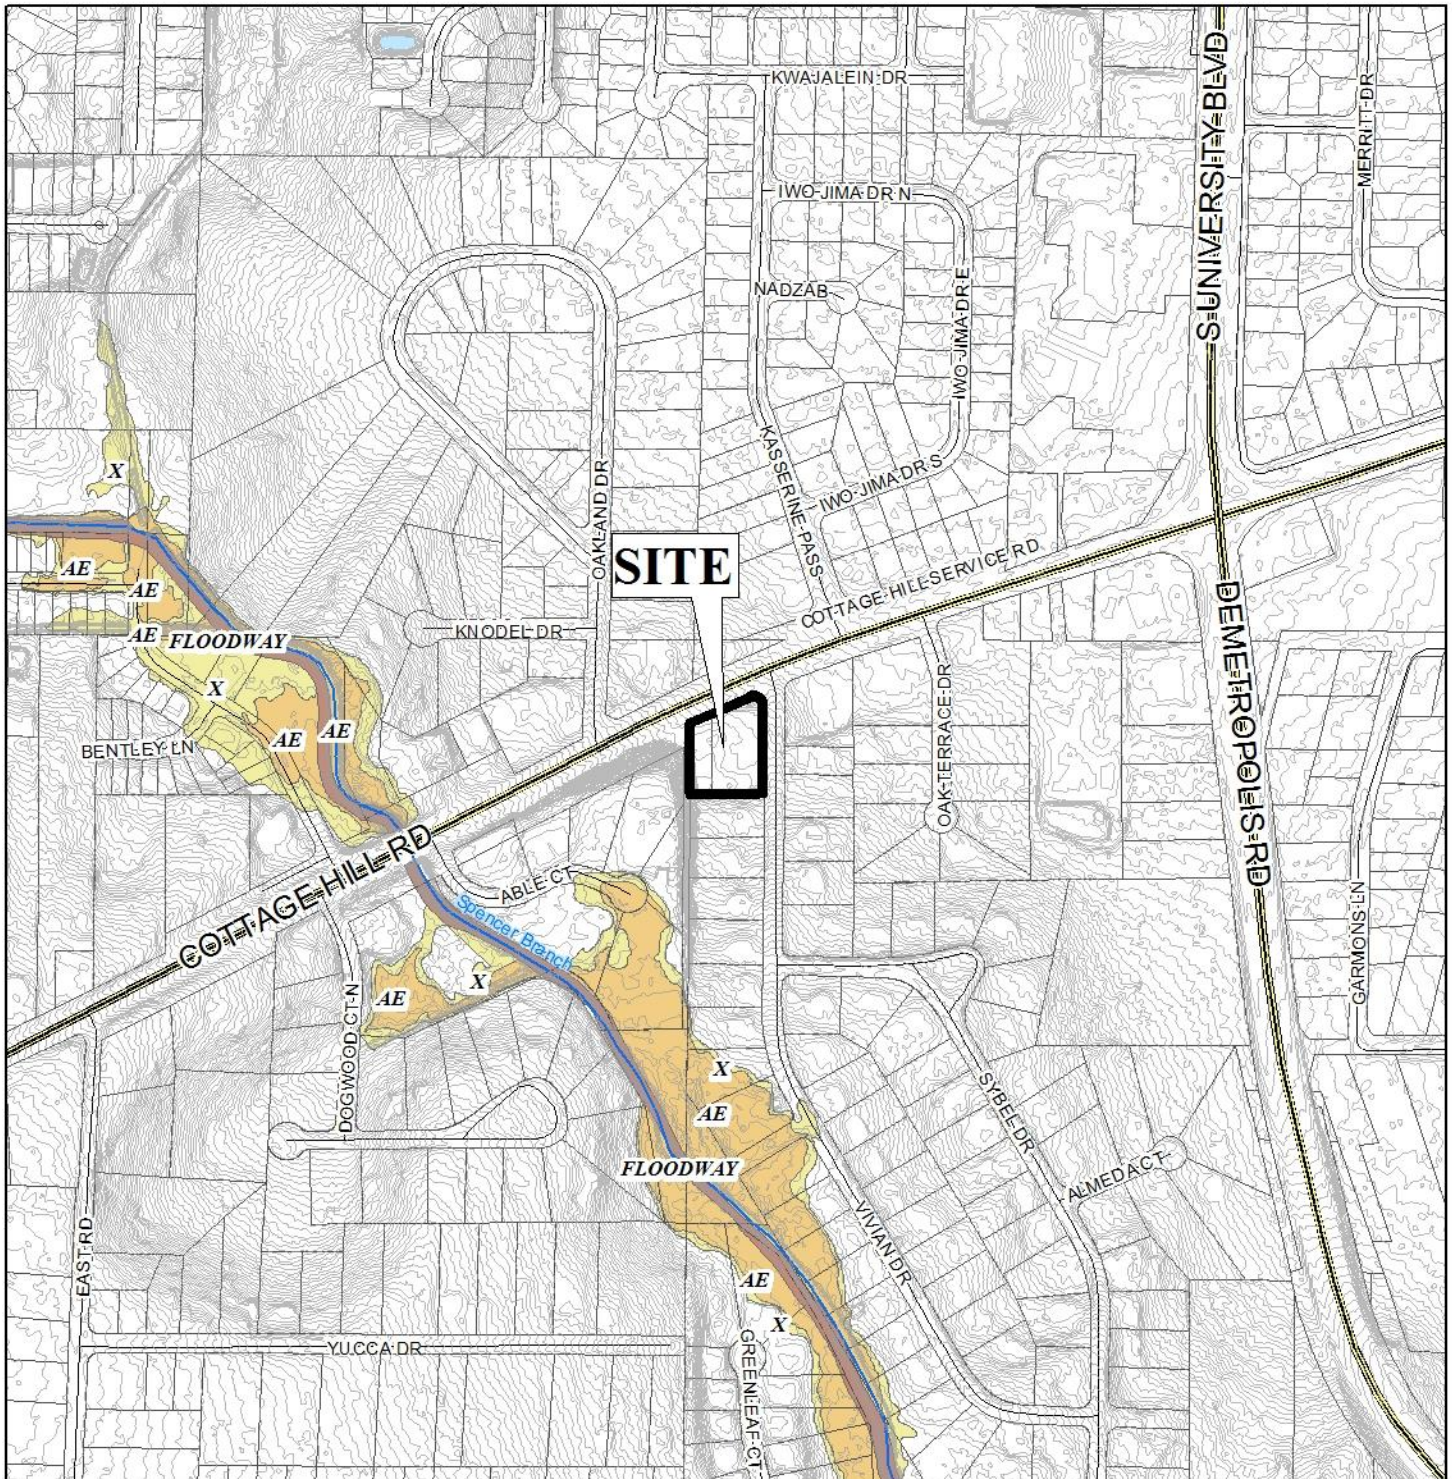 KWAJALEIN DR
S UNIVERSITY BLVD
MERRITT DR
IWO JIMA DR N
NADZAB
IWO JIMA DR E
KASSERINE PASS
IWO JIMA DR S
OAKLAND DR
X
SITE
COTTAGE HILL SERVICE RD
AE
AE
AE
FLOODWAY
KNODEL DR
X
AE
AE
BENTLEY LN
OAK TERRACE DR
DEMETROPOLIS RD
COTTAGE HILL RD
ABLE CT
Spencer Branch
AE
X
GARMONS LN
DOGWOOD CT N
X
AE
SYBEL DR
FLOODWAY
ALMEDA CT
VIVIAN DR
EAST RD
AE
X
YUCCA DR
GREENLEAF CT